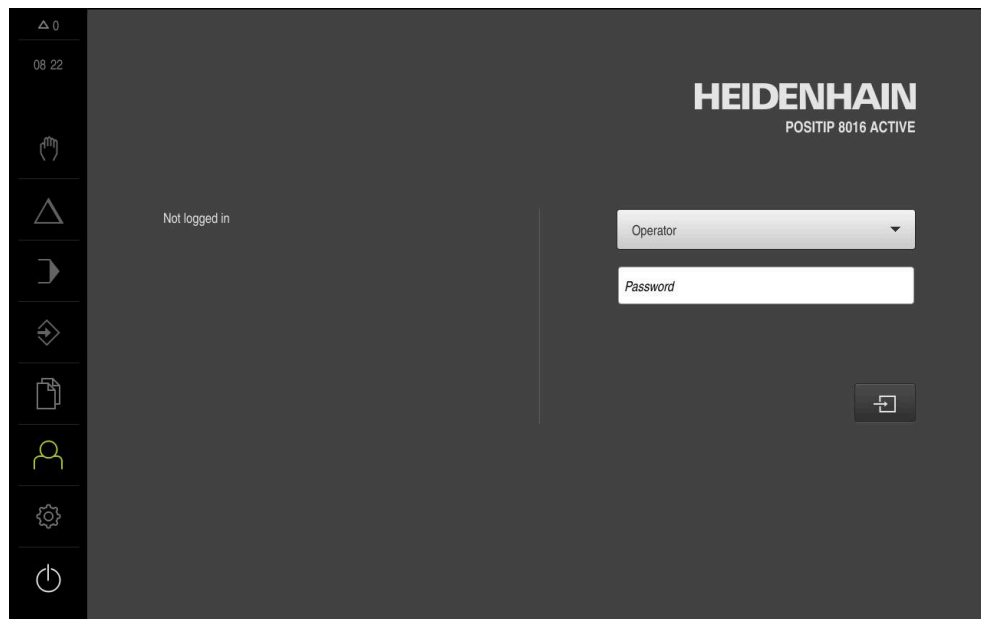 0
08 22
HEIDENHAIN
POSITIP 8016 ACTIVE
Not logged in
Operator
Password